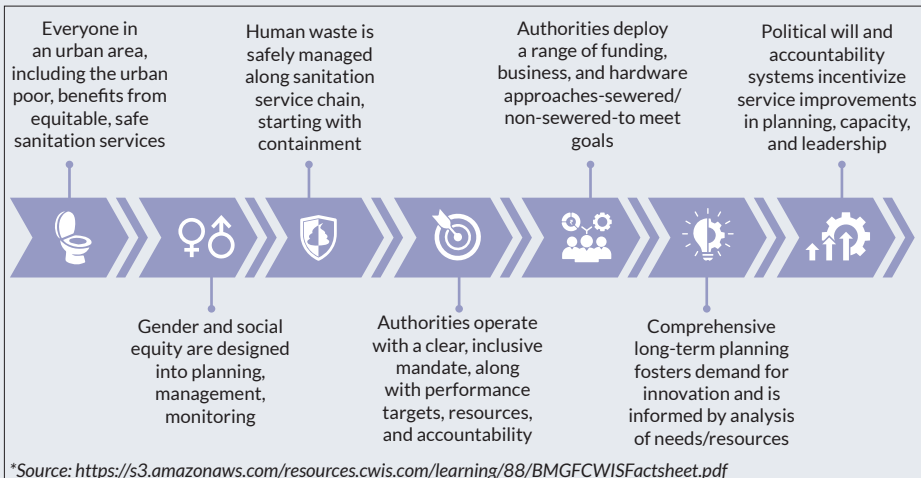 Everyone in
an urban area,
including the urban
poor, benefits from
equitable, safe
sanitation services
Human waste is
safely managed
along sanitation
service chain,
starting with
containment
Authorities deploy
a range of funding,
business, and hardware
approaches-sewered/
non-sewered-to meet
goals
Political will and
accountability
systems incentivize
service improvements
in planning, capacity,
and leadership
Gender and social
equity are designed
into planning,
management,
monitoring
Authorities operate
with a clear, inclusive
mandate, along
with performance
targets, resources,
and accountability
Comprehensive
long-term planning
fosters demand for
innovation and is
informed by analysis
of needs/resources
*Source: https://s3.amazonaws.com/resources.cwis.com/learning/88/BMGFCWISFactsheet.pdf